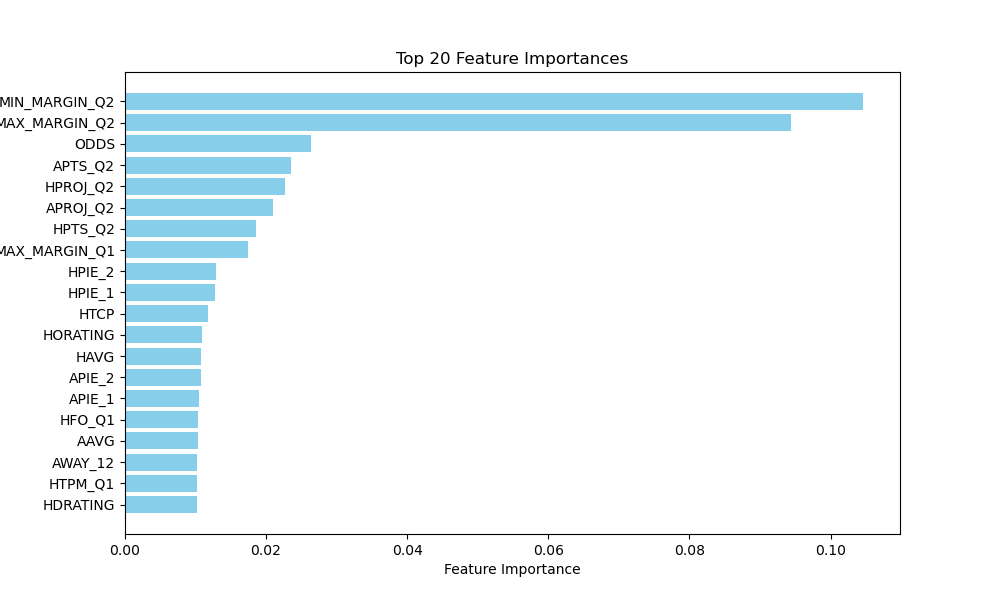 Top 20 Feature Importances
MIN_MARGIN_Q2
MAX_MARGIN_Q2
ODDS
APTS_Q2
HPROJ_Q2
APROJ_Q2
HPTS_Q2
MAX_MARGIN_Q1
HPIE_2
HPIE_1
HTCP
HORATING
HAVG
APIE_2
APIE_1
HFO_Q1
AAVG
AWAY_12
HTPM_Q1
HDRATING
0.00 0.02 0.04 0.06 0.08 0.10
Feature Importance